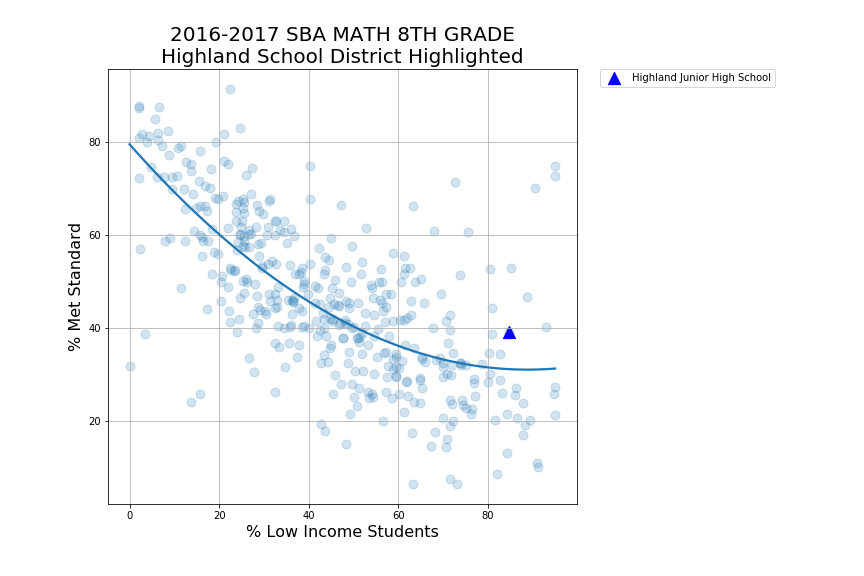 2016-2017 SBA MATH 8TH GRADE
Highland School District Highlighted
Highland Junior High School
% Met Standard
80
60
40
20
0 20 40 60 80
% Low Income Students